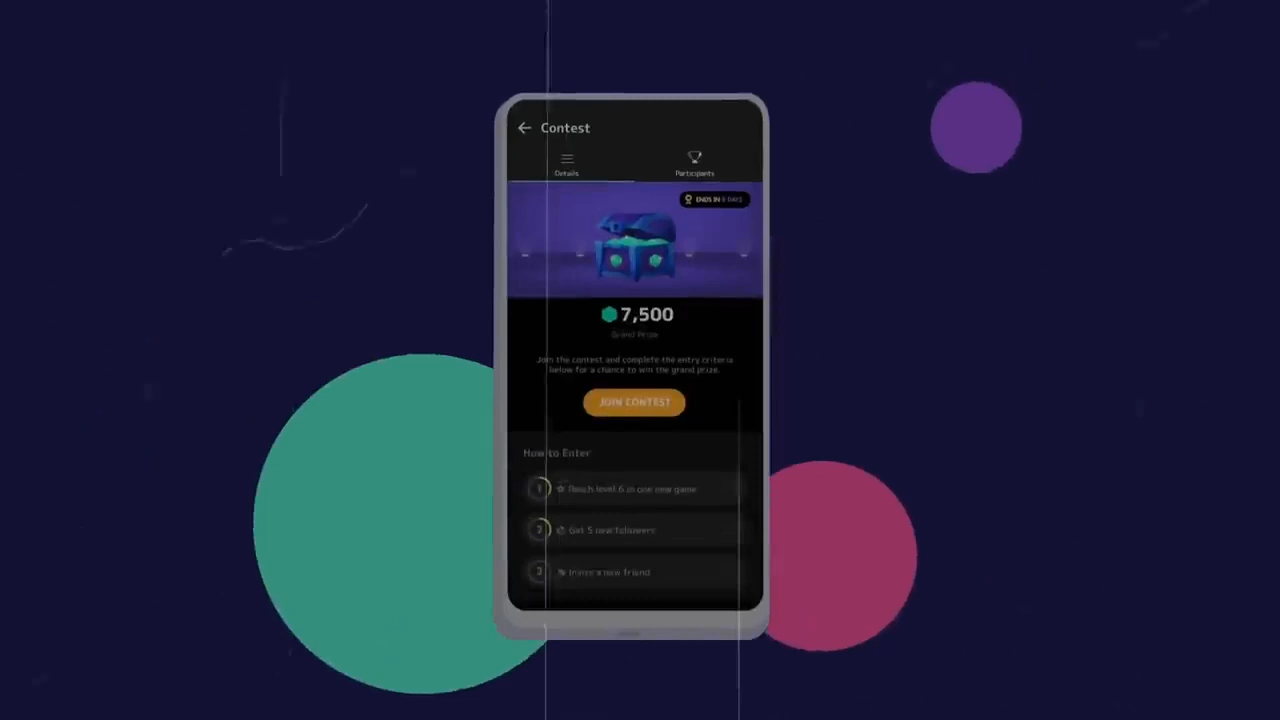 Contest
Details
Participants
ENDS IN 8 DAYS
7,500
Grand Prize
Join the contest and complete the entry criteria
below for a chance to win the grand prize.
JOIN CONTEST
How to Enter
1 Reach level 6 in one new game
2 Get 5 new followers
3 Invite a new friend